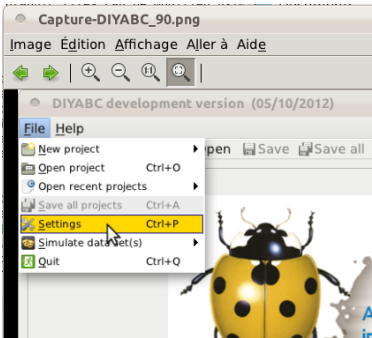 Capture-DIYABC_90.png
Image Édition Affichage Aller à Aide
DIYABC development version (05/10/2012)
File Help
New project
Open project Ctrl+O
Open recent projects
Save all projects Ctrl+A
Settings Ctrl+P
Simulate data set(s)
Quit Ctrl+Q
Save Save all